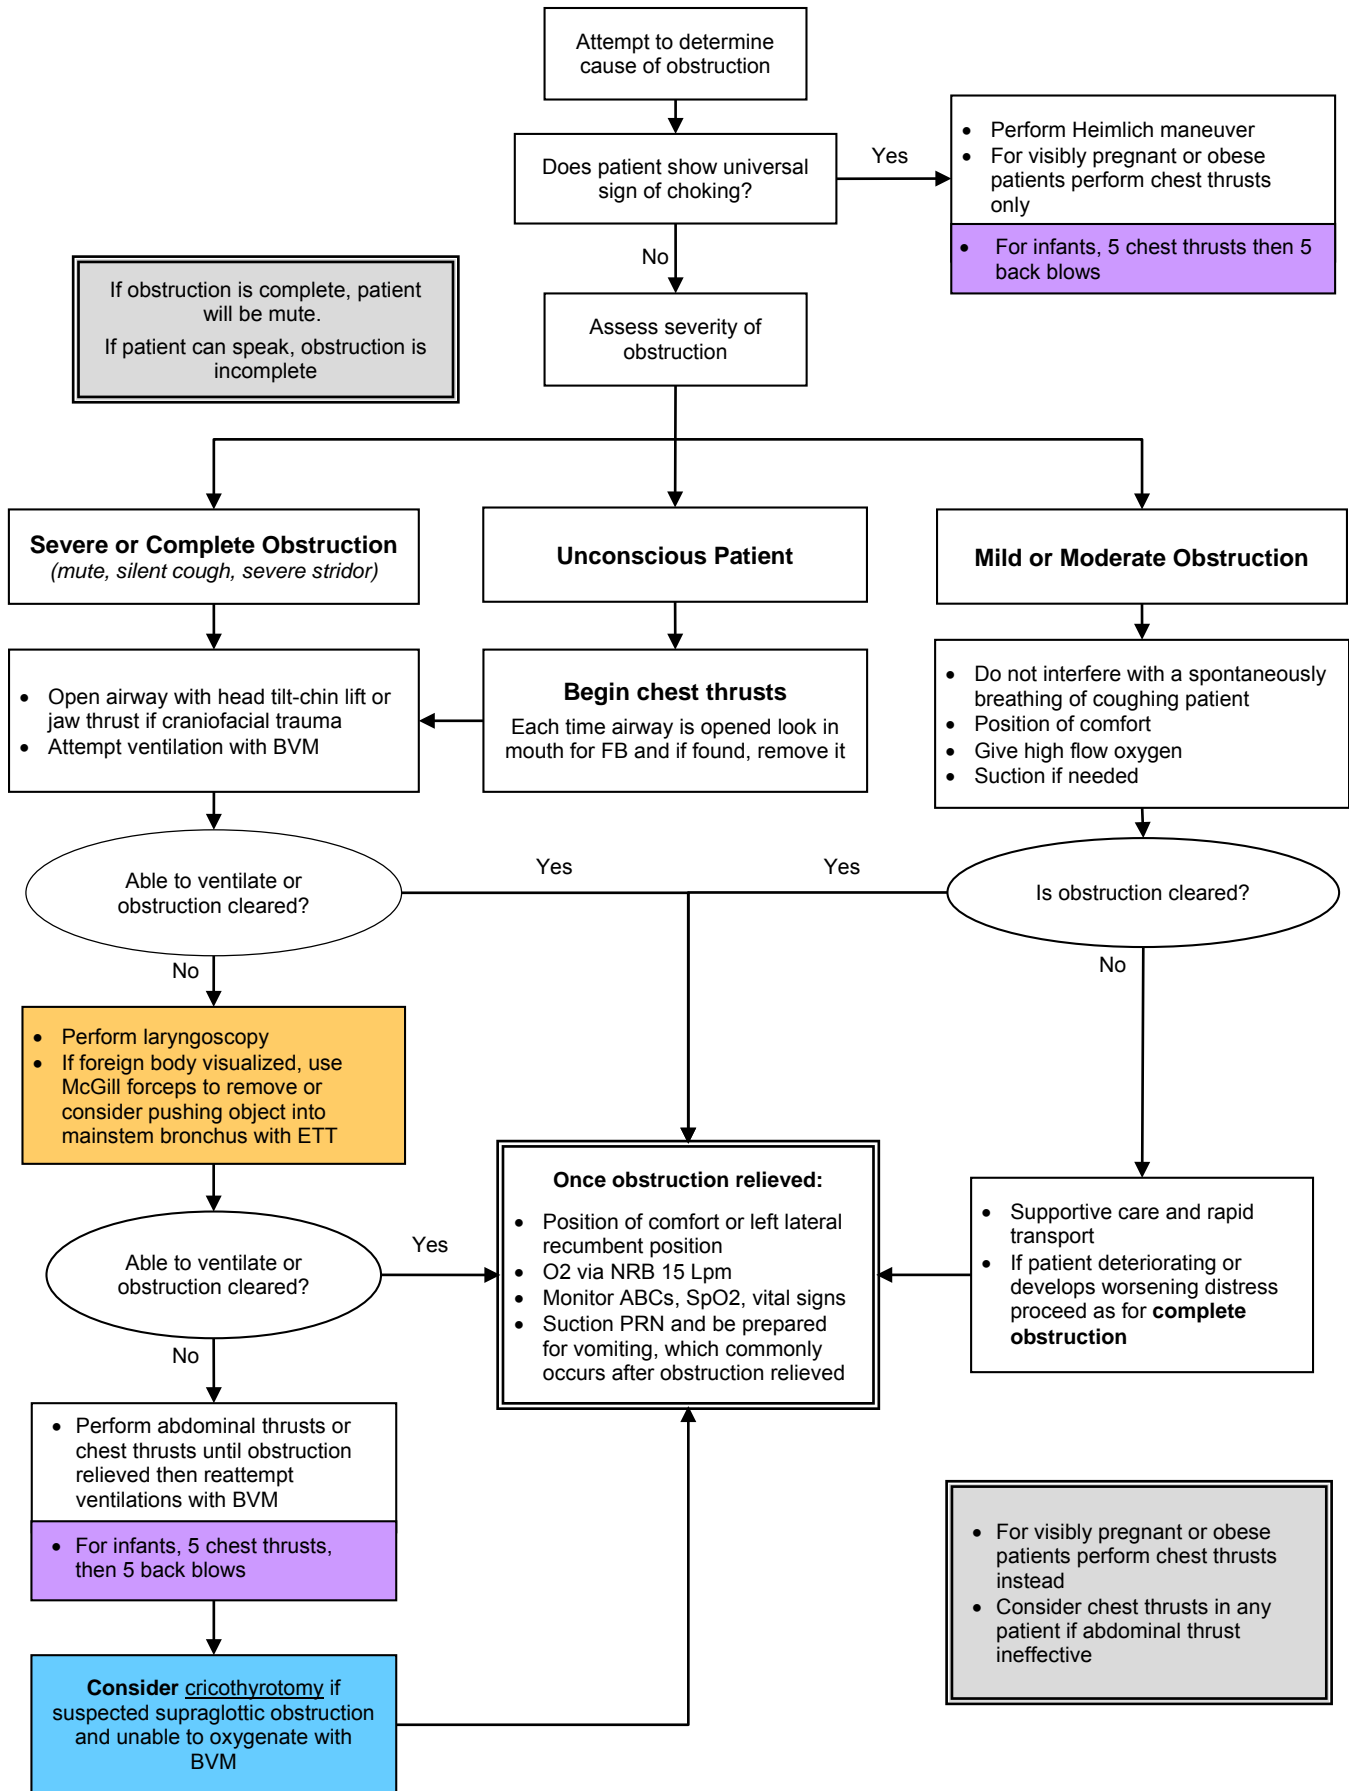 Attempt to determine
cause of obstruction
Does patient show universal
sign of choking?
Yes
• Perform Heimlich maneuver
• For visibly pregnant or obese
patients perform chest thrusts
only
• For infants, 5 chest thrusts then 5
back blows
No
If obstruction is complete, patient
will be mute.
If patient can speak, obstruction is
incomplete
Assess severity of
obstruction
Severe or Complete Obstruction
(mute, silent cough, severe stridor)
Unconscious Patient
Mild or Moderate Obstruction
• Open airway with head tilt-chin lift or
jaw thrust if craniofacial trauma
• Attempt ventilation with BVM
Begin chest thrusts
Each time airway is opened look in
mouth for FB and if found, remove it
• Do not interfere with a spontaneously
breathing of coughing patient
• Position of comfort
• Give high flow oxygen
• Suction if needed
Able to ventilate or
obstruction cleared?
Yes
Yes
Is obstruction cleared?
No
No
• Perform laryngoscopy
• If foreign body visualized, use
McGill forceps to remove or
consider pushing object into
mainstem bronchus with ETT
Once obstruction relieved:
• Position of comfort or left lateral
recumbent position
• O2 via NRB 15 Lpm
• Monitor ABCs, SpO2, vital signs
• Suction PRN and be prepared
for vomiting, which commonly
occurs after obstruction relieved
• Supportive care and rapid
transport
• If patient deteriorating or
develops worsening distress
proceed as for complete
obstruction
Able to ventilate or
obstruction cleared?
Yes
No
• Perform abdominal thrusts or
chest thrusts until obstruction
relieved then reattempt
ventilations with BVM
• For infants, 5 chest thrusts,
then 5 back blows
• For visibly pregnant or obese
patients perform chest thrusts
instead
• Consider chest thrusts in any
patient if abdominal thrust
ineffective
Consider cricothyrotomy if
suspected supraglottic obstruction
and unable to oxygenate with
BVM